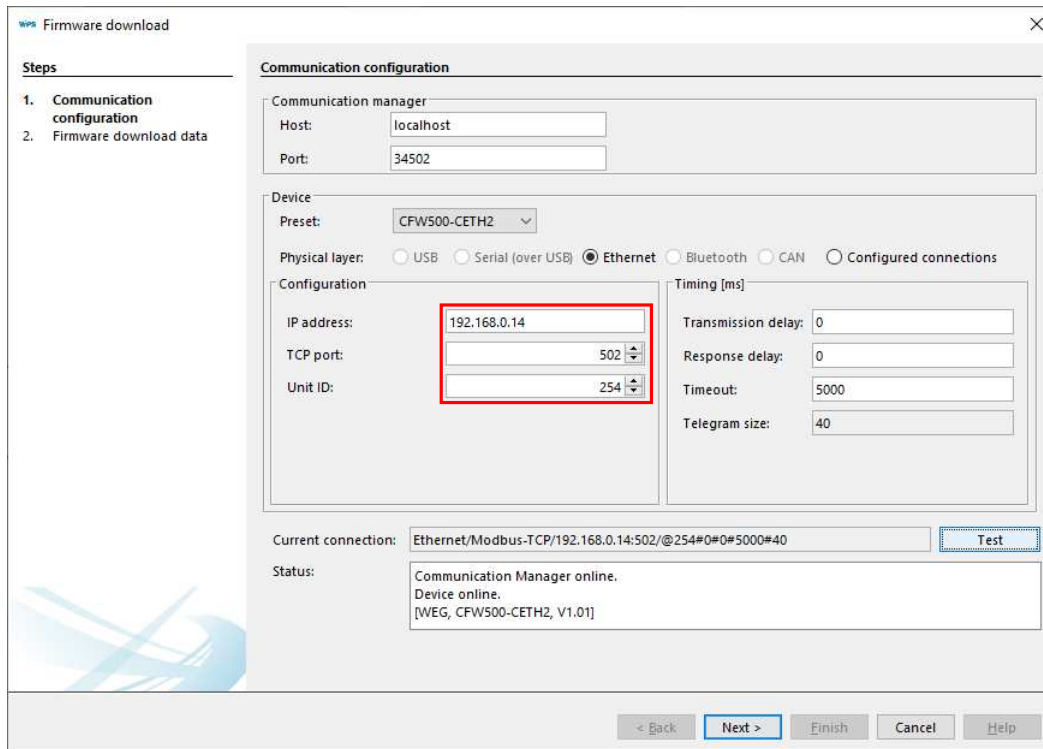 WPS Firmware download
Steps
1. Communication
configuration
2. Firmware download data
Communication configuration
Communication manager
Host: localhost
Port: 34502
Device
Preset: CFW500-CETH2
Physical layer: USB Serial (over USB) Ethernet Bluetooth CAN Configured connections
Configuration
IP address: 192.168.0.14
TCP port: 502
Unit ID: 254
Timing [ms]
Transmission delay: 0
Response delay: 0
Timeout: 5000
Telegram size: 40
Current connection: Ethernet/Modbus-TCP/192.168.0.14:502/@254#0#0#5000#40 Test
Status: Communication Manager online.
Device online.
[WEG, CFW500-CETH2, V1.01]
< Back Next > Finish Cancel Help